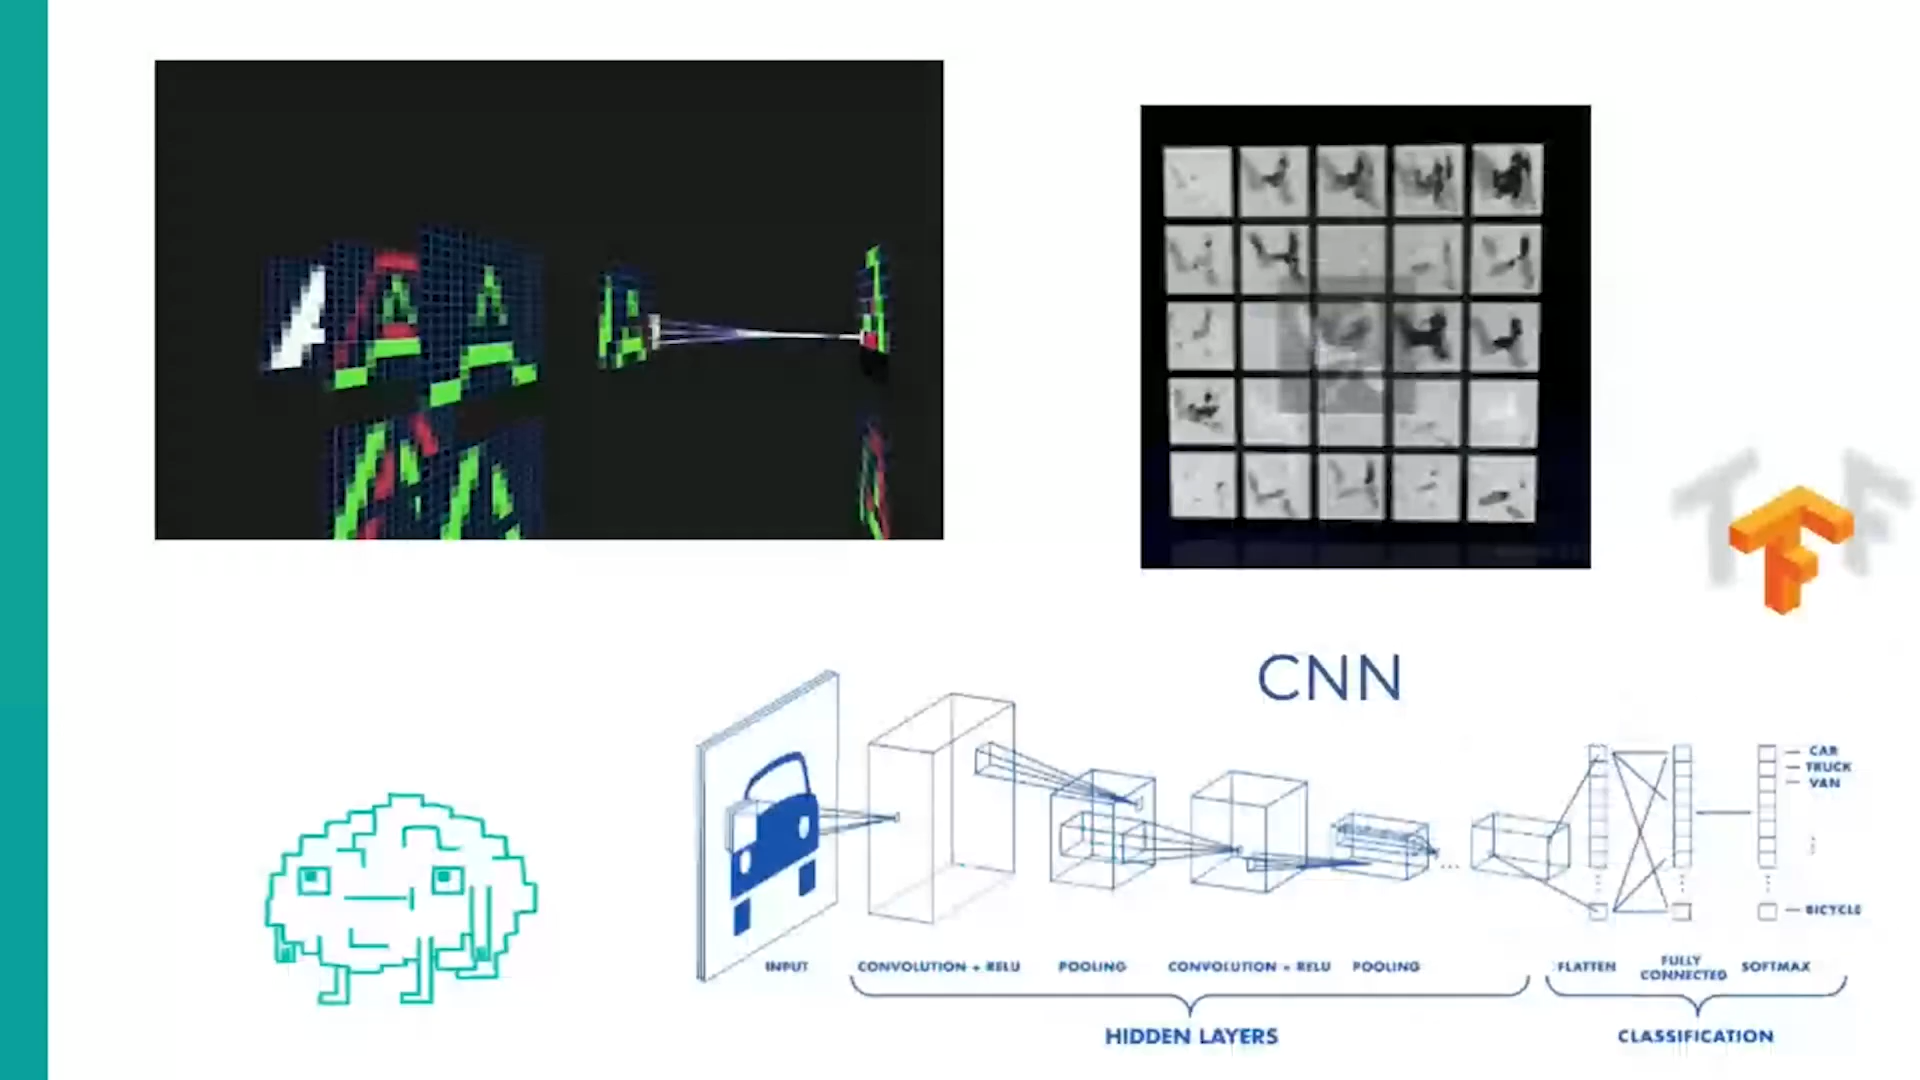 CNN
CAR
TRUCK
VAN
BICYCLE
INPUT
CONVOLUTION + RELU
POOLING
CONVOLUTION + RELU
POOLING
FLATTEN
FULLY
CONNECTED
SOFTMAX
HIDDEN LAYERS
CLASSIFICATION